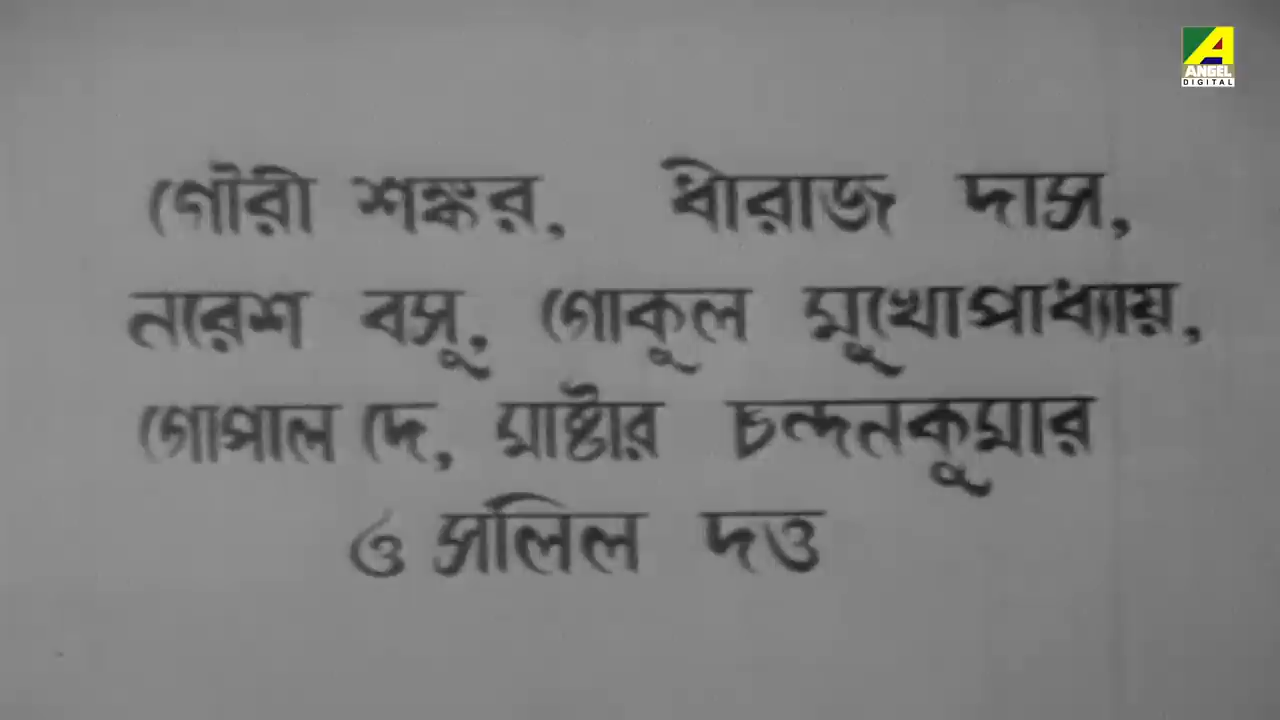 A
ANGEL
DIGITAL
গৌরী শঙ্কর, ধীরাজ দাস,
নরেশ বসু, গোকুল মুখোপাধ্যায়,
গোপাল দে, মাষ্টার চন্দনকুমার
ও সলিল দত্ত